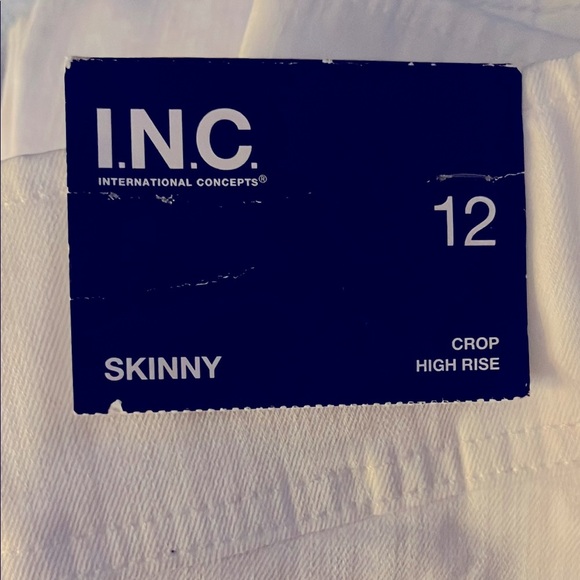 I.N.C.
INTERNATIONAL CONCEPTS®
12
SKINNY
CROP
HIGH RISE